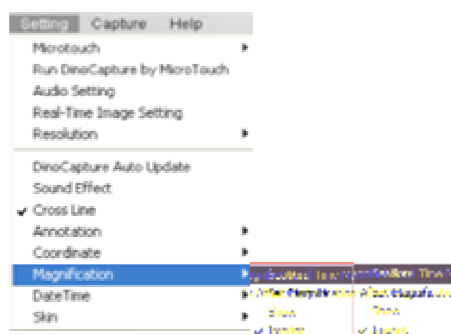 Setting Capture Help
Microtouch
Run DinoCapture by MicroTouch
Audio Setting
Real-Time Image Setting
Resolution
DinoCapture Auto Update
Sound Effect
Cross Line
Annotation
Coordinate
Magnification
DateTime
Skin